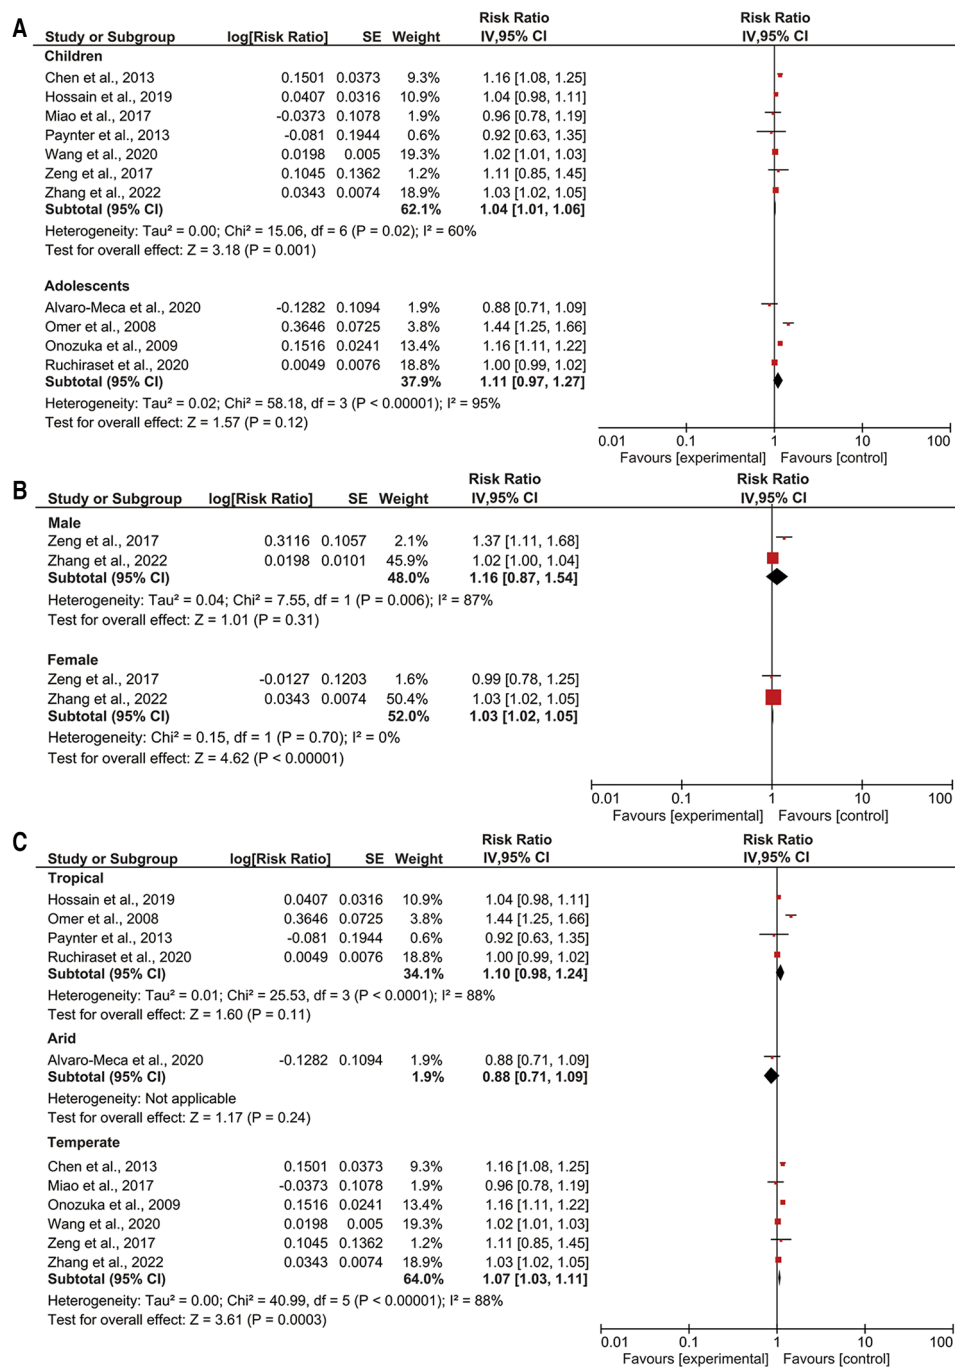 A
Risk Ratio Risk Ratio
Study or Subgroup log[Risk Ratio] SE Weight IV,95% CI IV,95% CI
Children
Chen et al., 2013 0.1501 0.0373 9.3% 1.16 [1.08, 1.25]
Hossain et al., 2019 0.0407 0.0316 10.9% 1.04 [0.98, 1.11]
Miao et al., 2017 -0.0373 0.1078 1.9% 0.96 [0.78, 1.19]
Paynter et al., 2013 -0.081 0.1944 0.6% 0.92 [0.63, 1.35]
Wang et al., 2020 0.0198 0.005 19.3% 1.02 [1.01, 1.03]
Zeng et al., 2017 0.1045 0.1362 1.2% 1.11 [0.85, 1.45]
Zhang et al., 2022 0.0343 0.0074 18.9% 1.03 [1.02, 1.05]
Subtotal (95% CI) 62.1% 1.04 [1.01, 1.06]
Heterogeneity: Tau² = 0.00; Chi² = 15.06, df = 6 (P = 0.02); I² = 60%
Test for overall effect: Z = 3.18 (P = 0.001)
Adolescents
Alvaro-Meca et al., 2020 -0.1282 0.1094 1.9% 0.88 [0.71, 1.09]
Omer et al., 2008 0.3646 0.0725 3.8% 1.44 [1.25, 1.66]
Onozuka et al., 2009 0.1516 0.0241 13.4% 1.16 [1.11, 1.22]
Ruchiraset et al., 2020 0.0049 0.0076 18.8% 1.00 [0.99, 1.02]
Subtotal (95% CI) 37.9% 1.11 [0.97, 1.27]
Heterogeneity: Tau² = 0.02; Chi² = 58.18, df = 3 (P < 0.00001); I² = 95%
Test for overall effect: Z = 1.57 (P = 0.12)
0.01 0.1 1 10 100
Favours [experimental] Favours [control]
B
Risk Ratio Risk Ratio
Study or Subgroup log[Risk Ratio] SE Weight IV,95% CI IV,95% CI
Male
Zeng et al., 2017 0.3116 0.1057 2.1% 1.37 [1.11, 1.68]
Zhang et al., 2022 0.0198 0.0101 45.9% 1.02 [1.00, 1.04]
Subtotal (95% CI) 48.0% 1.16 [0.87, 1.54]
Heterogeneity: Tau² = 0.04; Chi² = 7.55, df = 1 (P = 0.006); I² = 87%
Test for overall effect: Z = 1.01 (P = 0.31)
Female
Zeng et al., 2017 -0.0127 0.1203 1.6% 0.99 [0.78, 1.25]
Zhang et al., 2022 0.0343 0.0074 50.4% 1.03 [1.02, 1.05]
Subtotal (95% CI) 52.0% 1.03 [1.02, 1.05]
Heterogeneity: Chi² = 0.15, df = 1 (P = 0.70); I² = 0%
Test for overall effect: Z = 4.62 (P < 0.00001)
0.01 0.1 1 10 100
Favours [experimental] Favours [control]
C
Risk Ratio Risk Ratio
Study or Subgroup log[Risk Ratio] SE Weight IV,95% CI IV,95% CI
Tropical
Hossain et al., 2019 0.0407 0.0316 10.9% 1.04 [0.98, 1.11]
Omer et al., 2008 0.3646 0.0725 3.8% 1.44 [1.25, 1.66]
Paynter et al., 2013 -0.081 0.1944 0.6% 0.92 [0.63, 1.35]
Ruchiraset et al., 2020 0.0049 0.0076 18.8% 1.00 [0.99, 1.02]
Subtotal (95% CI) 34.1% 1.10 [0.98, 1.24]
Heterogeneity: Tau² = 0.01; Chi² = 25.53, df = 3 (P < 0.0001); I² = 88%
Test for overall effect: Z = 1.60 (P = 0.11)
Arid
Alvaro-Meca et al., 2020 -0.1282 0.1094 1.9% 0.88 [0.71, 1.09]
Subtotal (95% CI) 1.9% 0.88 [0.71, 1.09]
Heterogeneity: Not applicable
Test for overall effect: Z = 1.17 (P = 0.24)
Temperate
Chen et al., 2013 0.1501 0.0373 9.3% 1.16 [1.08, 1.25]
Miao et al., 2017 -0.0373 0.1078 1.9% 0.96 [0.78, 1.19]
Onozuka et al., 2009 0.1516 0.0241 13.4% 1.16 [1.11, 1.22]
Wang et al., 2020 0.0198 0.005 19.3% 1.02 [1.01, 1.03]
Zeng et al., 2017 0.1045 0.1362 1.2% 1.11 [0.85, 1.45]
Zhang et al., 2022 0.0343 0.0074 18.9% 1.03 [1.02, 1.05]
Subtotal (95% CI) 64.0% 1.07 [1.03, 1.11]
Heterogeneity: Tau² = 0.00; Chi² = 40.99, df = 5 (P < 0.00001); I² = 88%
Test for overall effect: Z = 3.61 (P = 0.0003)
0.01 0.1 1 10 100
Favours [experimental] Favours [control]